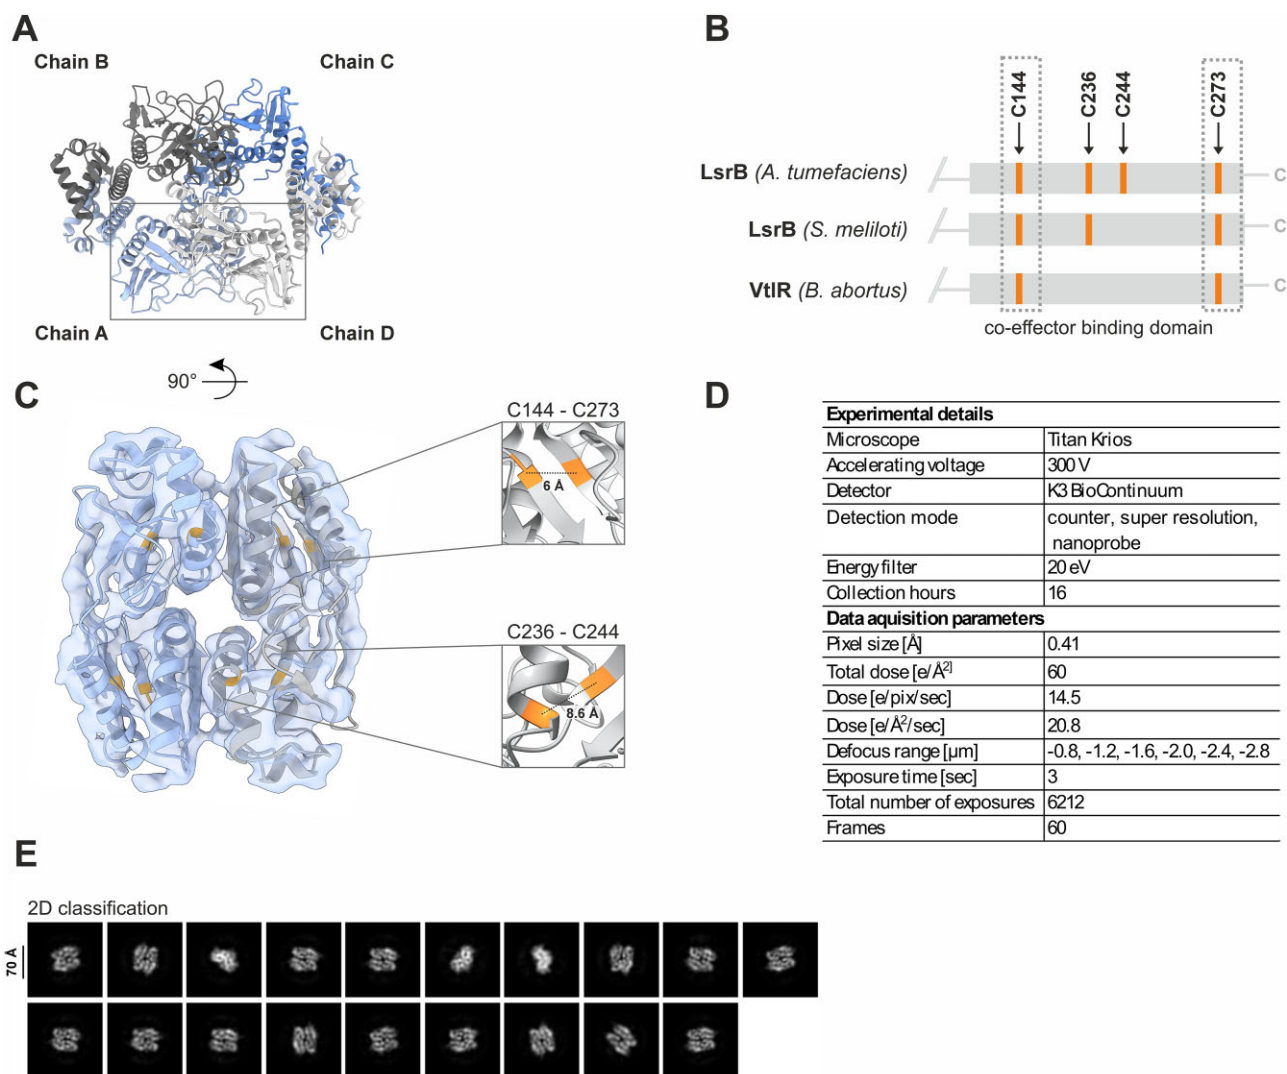 A
Chain B
Chain C
Chain A
Chain D
90°
B
C144
C236
C244
C273
LsrB (A. tumefaciens)
C
LsrB (S. meliloti)
C
VtlR (B. abortus)
C
co-effector binding domain
C
C144 - C273
6 Å
C236 - C244
8.6 Å
D
Experimental details
Microscope Titan Krios
Accelerating voltage 300 V
Detector K3 BioContinuum
Detection mode counter, super resolution,
nanoprobe
Energy filter 20 eV
Collection hours 16
Data aquisition parameters
Pixel size [Å] 0.41
Total dose [e/Å²] 60
Dose [e/pix/sec] 14.5
Dose [e/Å²/sec] 20.8
Defocus range [µm] -0.8, -1.2, -1.6, -2.0, -2.4, -2.8
Exposure time [sec] 3
Total number of exposures 6212
Frames 60
E
2D classification
70 Å